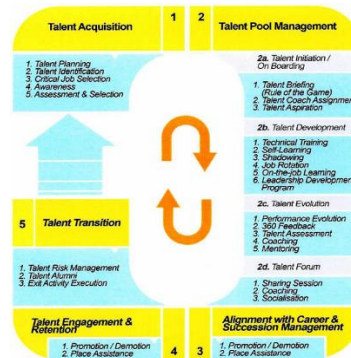 Talent Acquisition
1
1. Talent Planning
2. Talent Identification
3. Critical Job Selection
4. Awareness
5. Assessment & Selection
2
Talent Pool Management
2a. Talent Initiation /
On Boarding
1. Talent Briefing
(Rule of the Game)
2. Talent Coach Assignment
3. Talent Aspiration
2b. Talent Development
1. Technical Training
2. Self-Learning
3. Shadowing
4. Job Rotation
5. On-the-job Learning
6. Leadership Development
Program
2c. Talent Evolution
1. Performance Evolution
2. 360 Feedback
3. Talent Assessment
4. Coaching
5. Mentoring
2d. Talent Forum
1. Sharing Session
2. Coaching
3. Socialisation
3
Alignment with Career &
Succession Management
1. Promotion / Demotion
2. Place Assistance
4
Talent Engagement &
Retention
1. Promotion / Demotion
2. Place Assistance
5
Talent Transition
1. Talent Risk Management
2. Talent Alumni
3. Exit Activity Execution